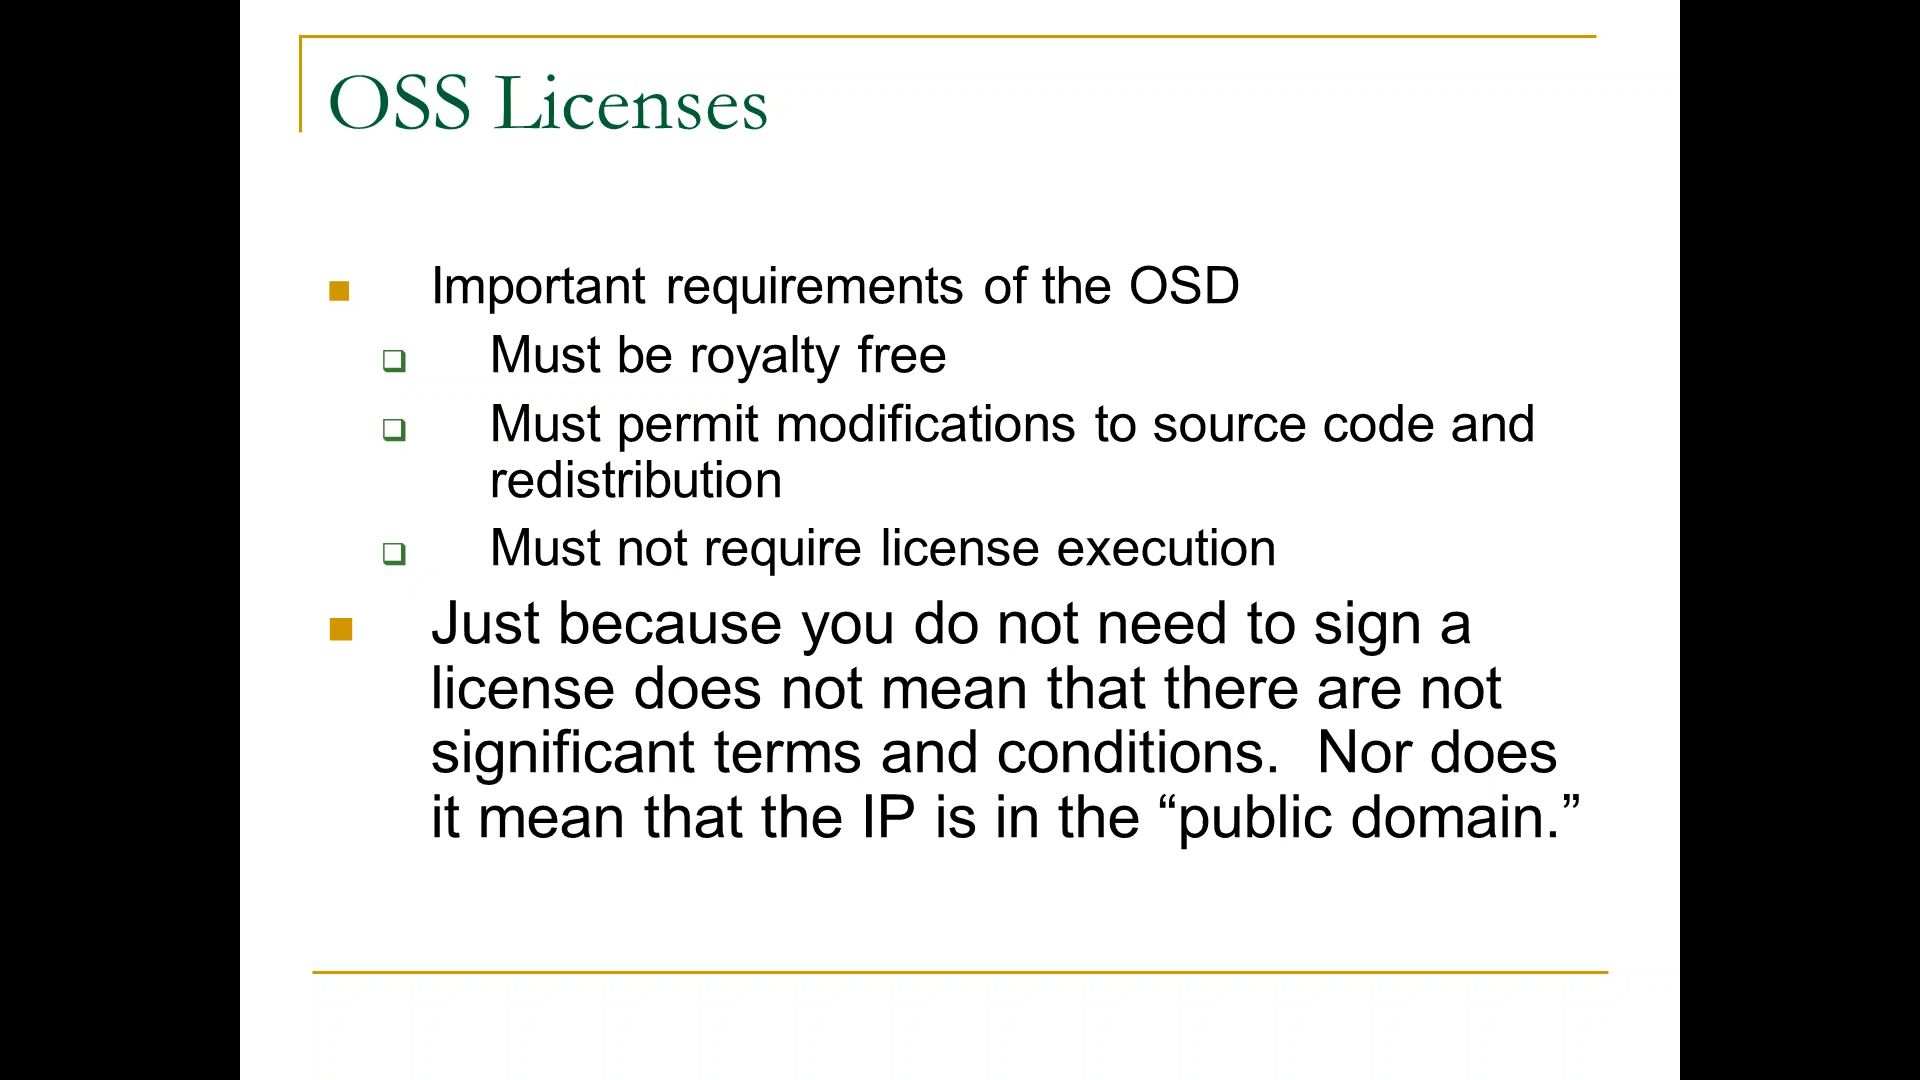 OSS Licenses
Important requirements of the OSD
Must be royalty free
Must permit modifications to source code and
redistribution
Must not require license execution
Just because you do not need to sign a
license does not mean that there are not
significant terms and conditions.  Nor does
it mean that the IP is in the “public domain.”